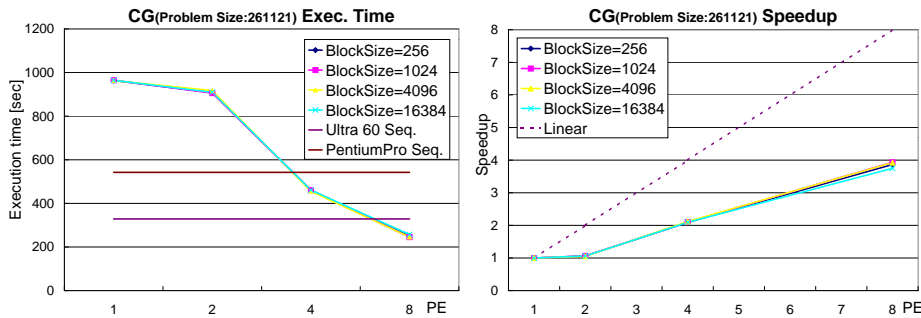 CG(Problem Size:261121) Exec. Time
Execution time [sec]
1200
1000
800
600
400
200
0
BlockSize=256
BlockSize=1024
BlockSize=4096
BlockSize=16384
Ultra 60 Seq.
PentiumPro Seq.
1 2 4 8 PE
CG(Problem Size:261121) Speedup
Speedup
8
7
6
5
4
3
2
1
0
BlockSize=256
BlockSize=1024
BlockSize=4096
BlockSize=16384
Linear
1 2 3 4 5 6 7 8 PE